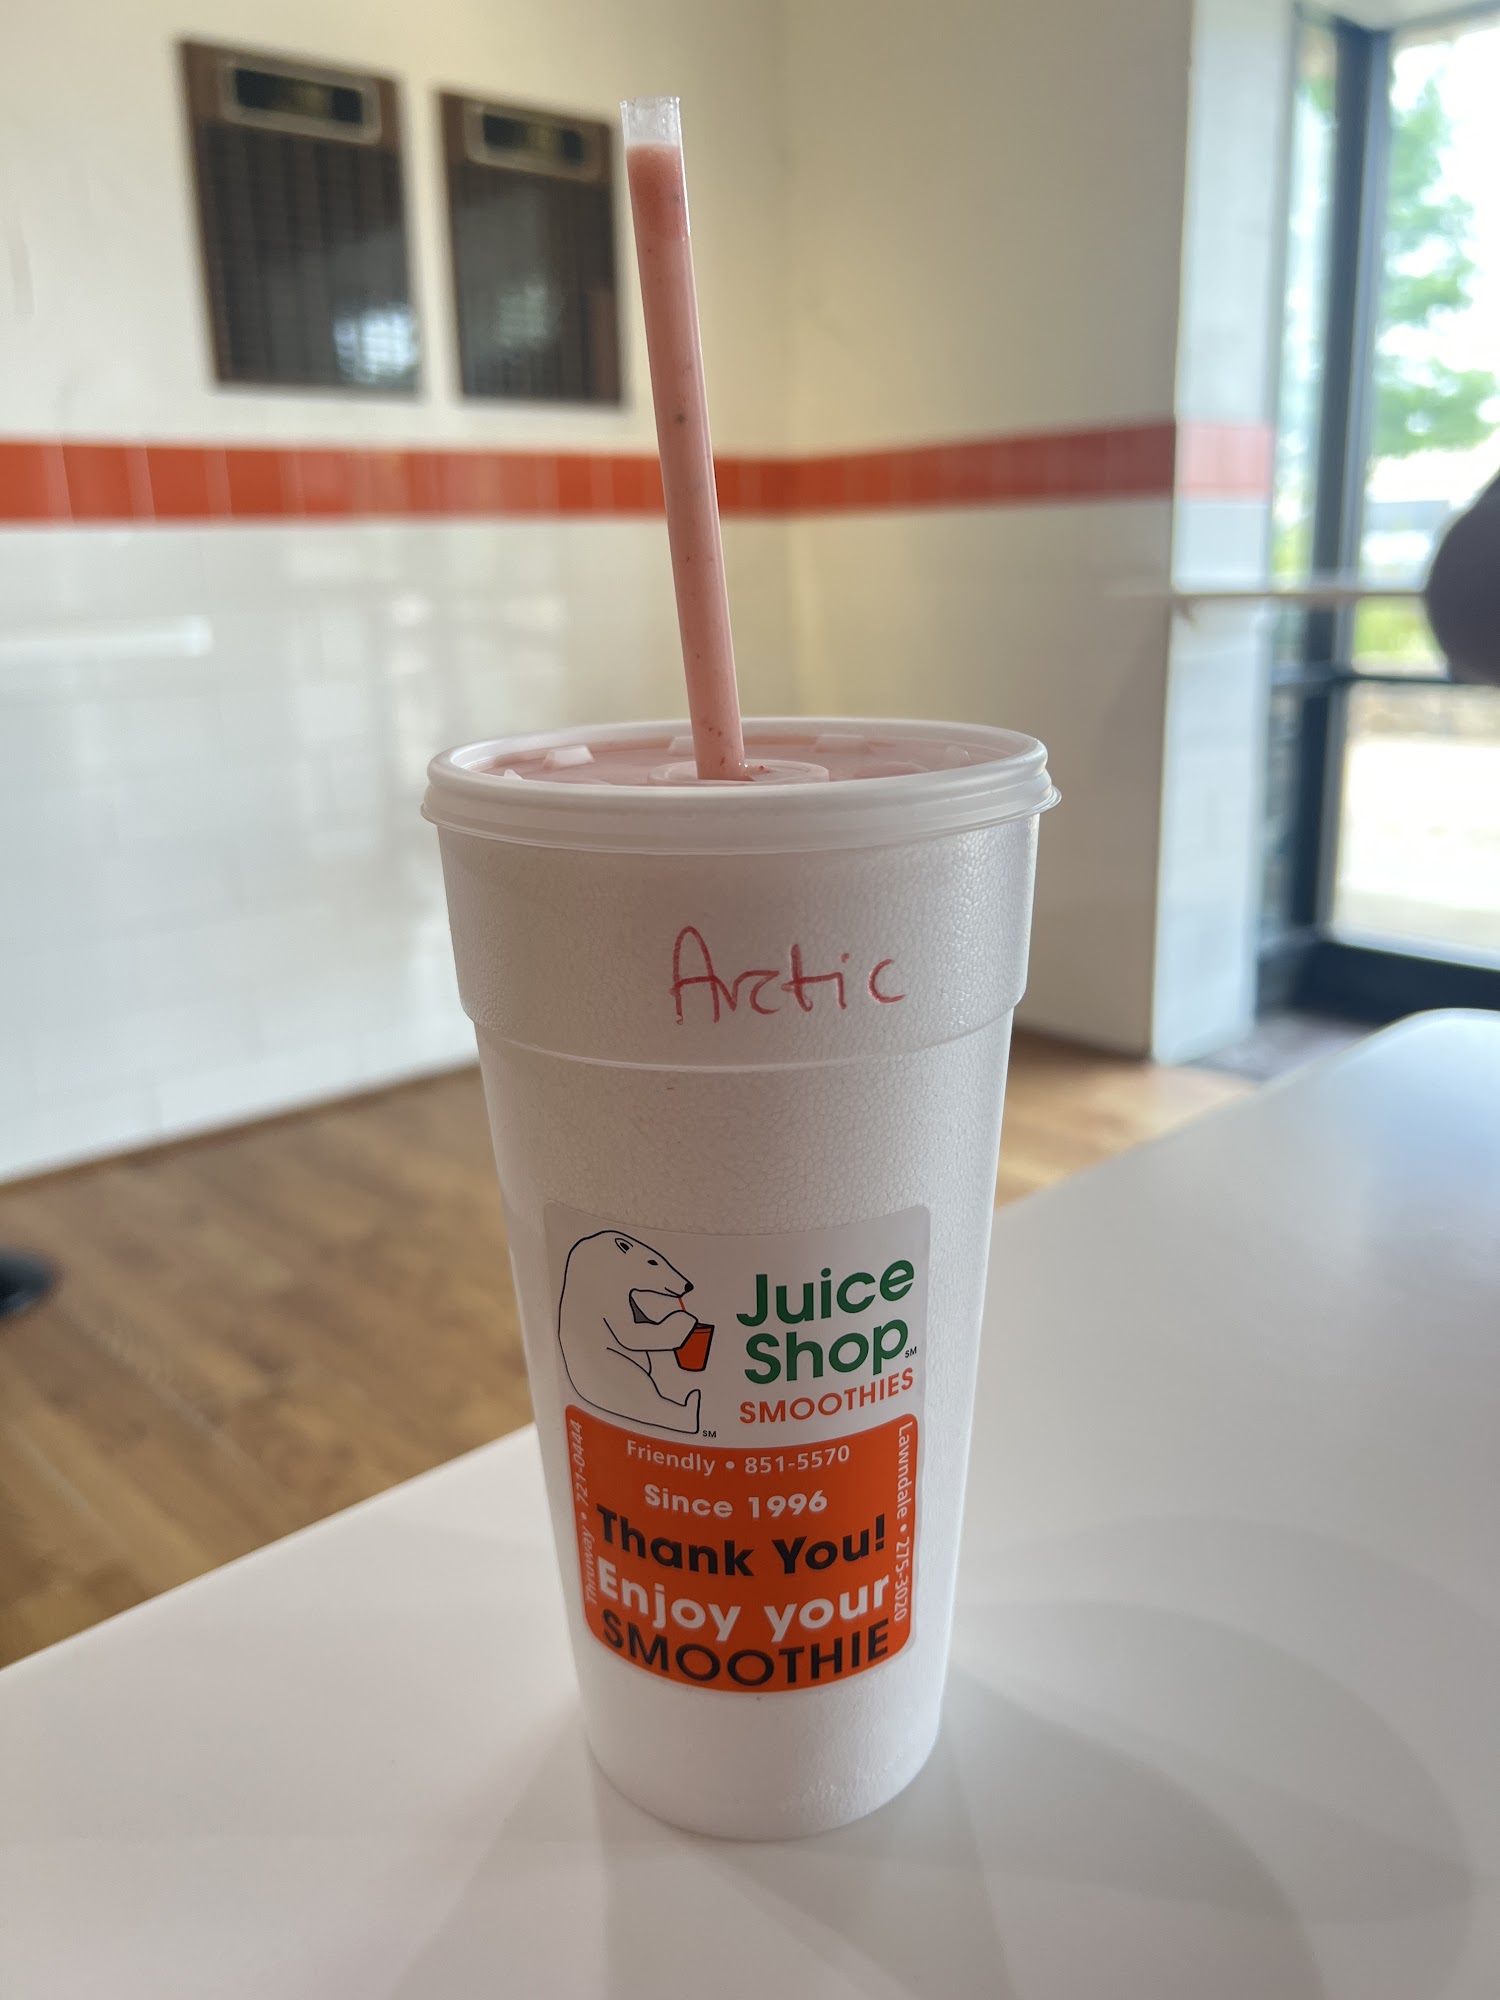 Arctic
Juice
Shop SM
SMOOTHIES
SM
Friendly • 851-5570
Since 1996
Thank You!
Enjoy your
SMOOTHIE
Thruway • 721-0444
Lawndale • 275-3020